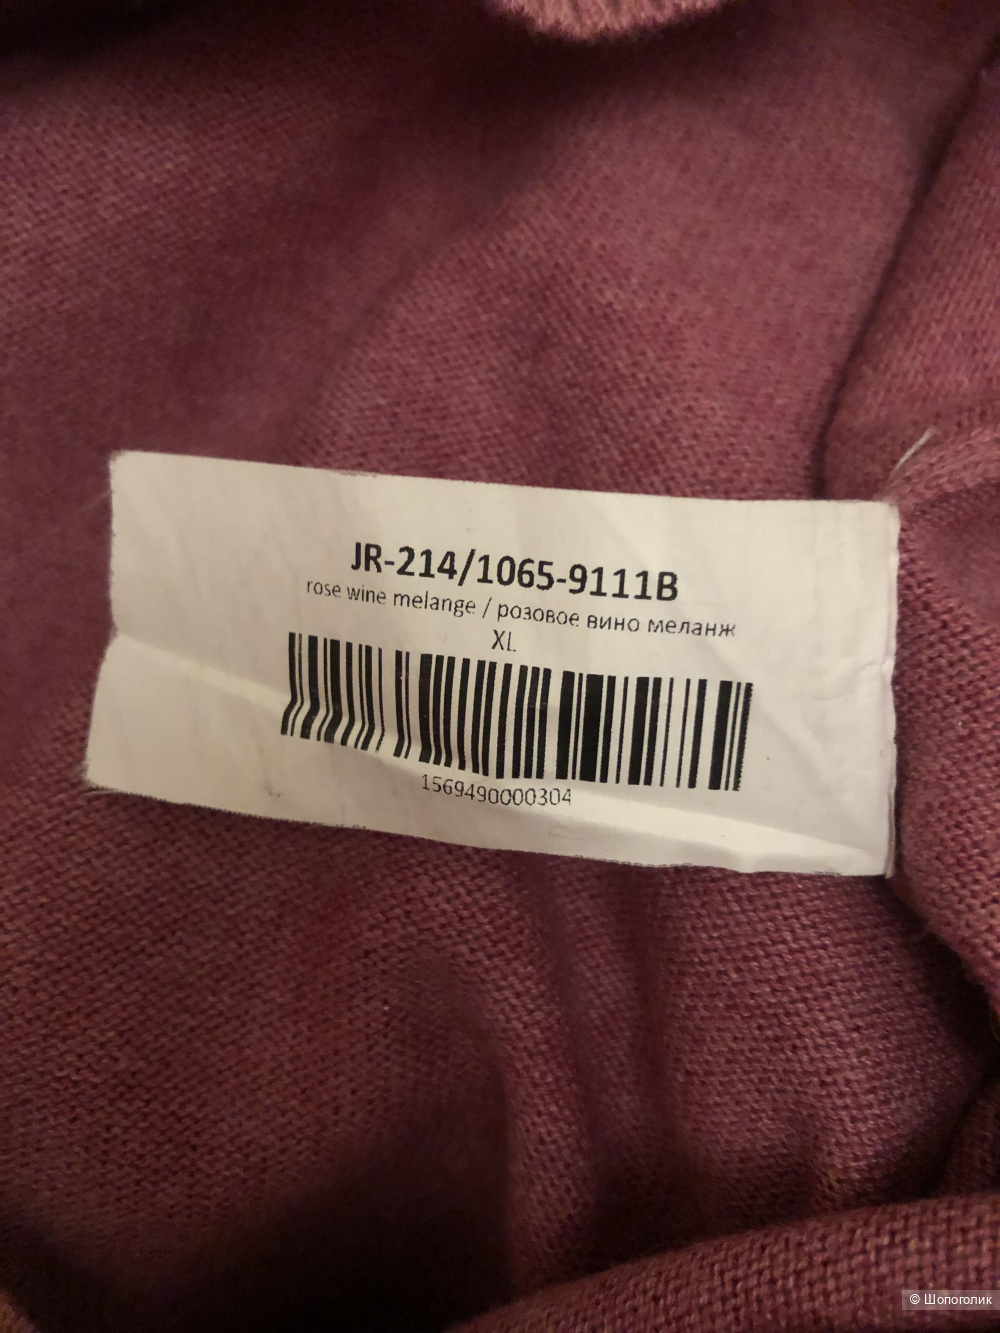 JR-214/1065-9111B
rose wine melange / розовое вино меланж
XL
1569490000304
© Шопоголик